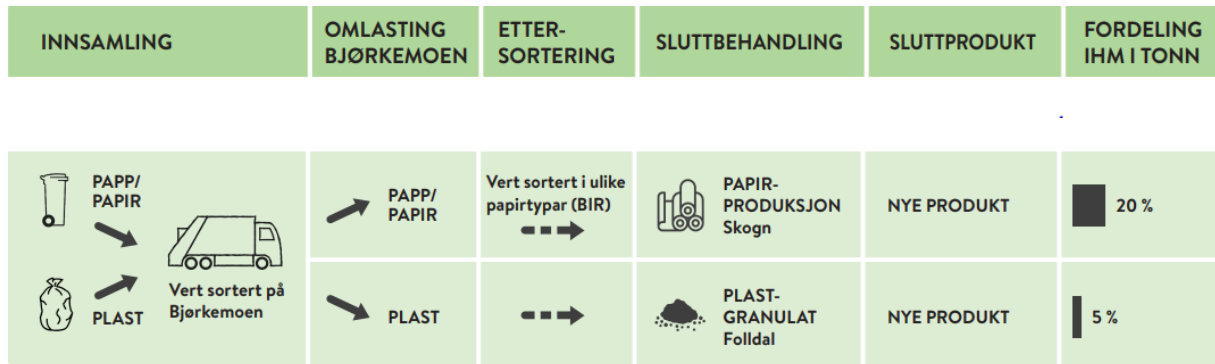 INNSAMLING
OMLASTING
BJØRKEMOEN
ETTER-
SORTERING
SLUTTBEHANDLING
SLUTTPRODUKT
FORDELING
IHM I TONN
PAPP/
PAPIR
PLAST
Vert sortert på
Bjørkemoen
PAPP/
PAPIR
Vert sortert i ulike
papirtypar (BIR)
PAPIR-
PRODUKSJON
Skogn
NYE PRODUKT
20 %
PLAST
PLAST-
GRANULAT
Folldal
NYE PRODUKT
5 %